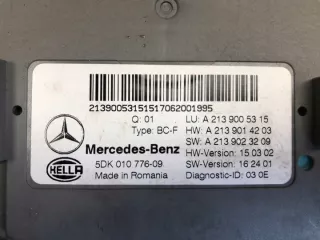 21390053151517062001995
Q: 01 LU: A 213 900 53 15
Type: BC-F HW: A 213 901 42 03
Mercedes-Benz SW: A 213 902 32 09
HELLA 5DK 010 776-09 HW-Version: 15 03 02
Made in Romania SW-Version: 16 24 01
Diagnostic-ID: 03 0E